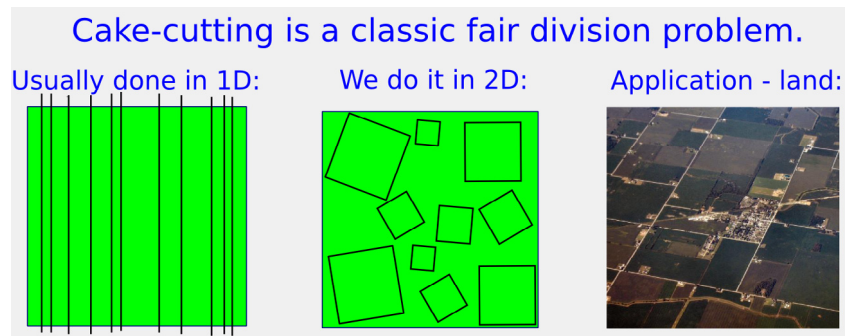 Cake-cutting is a classic fair division problem.
Usually done in 1D:
We do it in 2D:
Application - land: